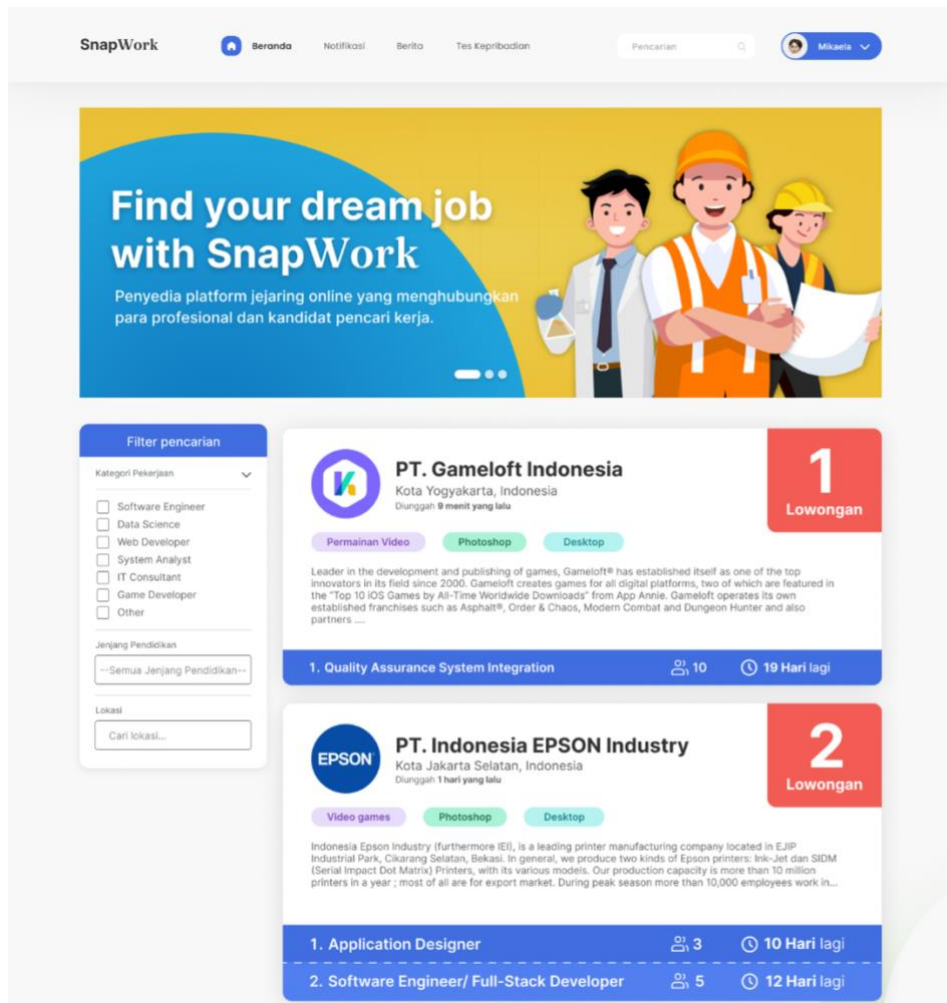 SnapWork
Beranda
Notifikasi
Berita
Tes Kepribadian
Pencarian
Mikaela
Find your dream job
with SnapWork
Penyedia platform jejaring online yang menghubungkan
para profesional dan kandidat pencari kerja.
Filter pencarian
Kategori Pekerjaan
Software Engineer
Data Science
Web Developer
System Analyst
IT Consultant
Game Developer
Other
Jenjang Pendidikan
--Semua Jenjang Pendidikan--
Lokasi
Cari lokasi...
PT. Gameloft Indonesia
Kota Yogyakarta, Indonesia
Diunggah 9 menit yang lalu
1
Lowongan
Permainan Video
Photoshop
Desktop
Leader in the development and publishing of games, Gameloft® has established itself as one of the top
innovators in its field since 2000. Gameloft creates games for all digital platforms, two of which are featured in
the "Top 10 iOS Games by All-Time Worldwide Downloads" from App Annie. Gameloft operates its own
established franchises such as Asphalt®, Order & Chaos, Modern Combat and Dungeon Hunter and also
partners ....
1. Quality Assurance System Integration 10 19 Hari lagi
EPSON
PT. Indonesia EPSON Industry
Kota Jakarta Selatan, Indonesia
Diunggah 1 hari yang lalu
2
Lowongan
Video games
Photoshop
Desktop
Indonesia Epson Industry (furthermore IEI), is a leading printer manufacturing company located in EJIP
Industrial Park, Cikarang Selatan, Bekasi. In general, we produce two kinds of Epson printers: Ink-Jet dan SIDM
(Serial Impact Dot Matrix) Printers, with its various models. Our production capacity is more than 10 million
printers in a year ; most of all are for export market. During peak season more than 10,000 employees work in...
1. Application Designer 3 10 Hari lagi
2. Software Engineer/ Full-Stack Developer 5 12 Hari lagi